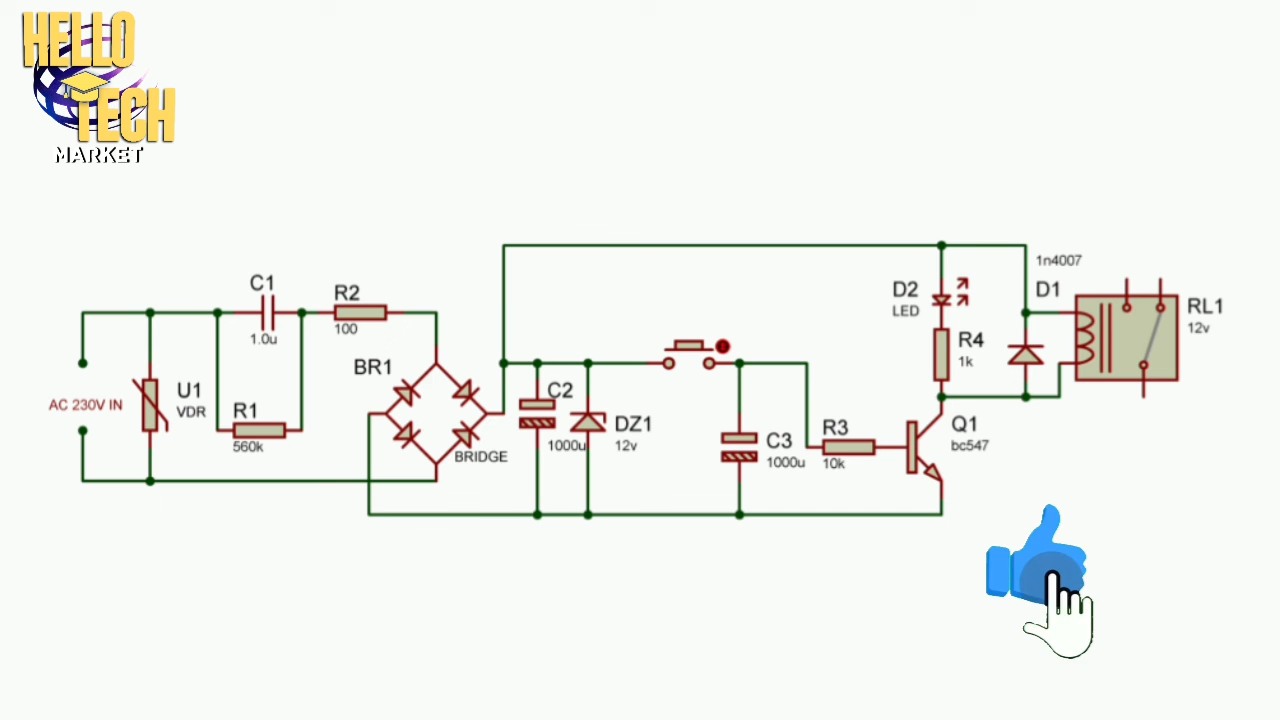 HELLO
TECH
MARKET
AC 230V IN
U1
VDR
C1
1.0u
R1
560k
R2
100
BR1
BRIDGE
C2
1000u
DZ1
12v
C3
1000u
R3
10k
D2
LED
R4
1k
Q1
bc547
1n4007
D1
RL1
12v